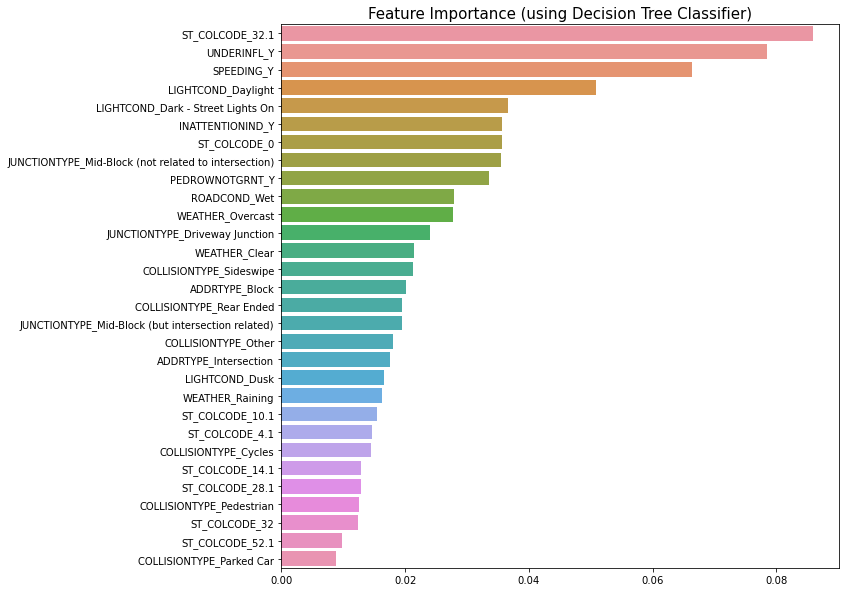 Feature Importance (using Decision Tree Classifier)
ST_COLCODE_32.1
UNDERINFL_Y
SPEEDING_Y
LIGHTCOND_Daylight
LIGHTCOND_Dark - Street Lights On
INATTENTIONIND_Y
ST_COLCODE_0
JUNCTIONTYPE_Mid-Block (not related to intersection)
PEDROWNOTGRNT_Y
ROADCOND_Wet
WEATHER_Overcast
JUNCTIONTYPE_Driveway Junction
WEATHER_Clear
COLLISIONTYPE_Sideswipe
ADDRTYPE_Block
COLLISIONTYPE_Rear Ended
JUNCTIONTYPE_Mid-Block (but intersection related)
COLLISIONTYPE_Other
ADDRTYPE_Intersection
LIGHTCOND_Dusk
WEATHER_Raining
ST_COLCODE_10.1
ST_COLCODE_4.1
COLLISIONTYPE_Cycles
ST_COLCODE_14.1
ST_COLCODE_28.1
COLLISIONTYPE_Pedestrian
ST_COLCODE_32
ST_COLCODE_52.1
COLLISIONTYPE_Parked Car
0.00 0.02 0.04 0.06 0.08